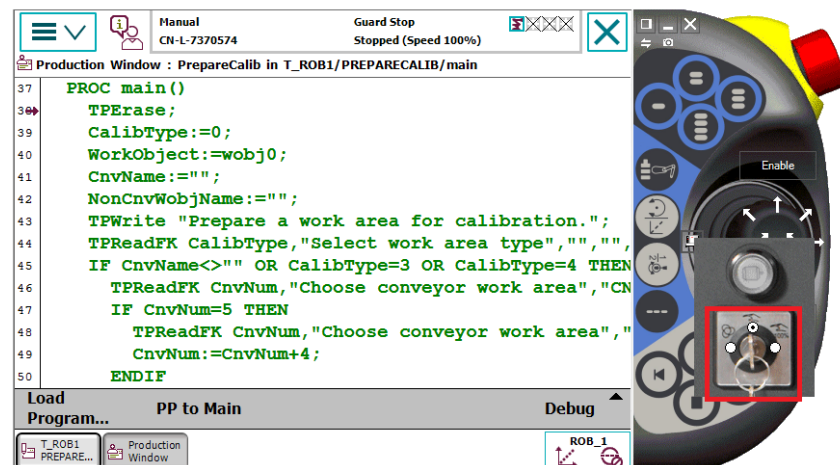 Manual
Guard Stop
CN-L-7370574
Stopped (Speed 100%)
Production Window : PrepareCalib in T_ROB1/PREPARECALIB/main
37 PROC main()
38 TPErase;
39 CalibType:=0;
40 WorkObject:=wobj0;
41 CnvName:="";
42 NonCnvWobjName:="";
43 TPWrite "Prepare a work area for calibration.";
44 TPReadFK CalibType,"Select work area type","","",
45 IF CnvName<>"" OR CalibType=3 OR CalibType=4 THEN
46 TPReadFK CnvNum,"Choose conveyor work area","CN
47 IF CnvNum=5 THEN
48 TPReadFK CnvNum,"Choose conveyor work area","
49 CnvNum:=CnvNum+4;
50 ENDIF
Load Program...
PP to Main
Debug
T_ROB1
PREPARE...
Production
Window
ROB_1
Enable